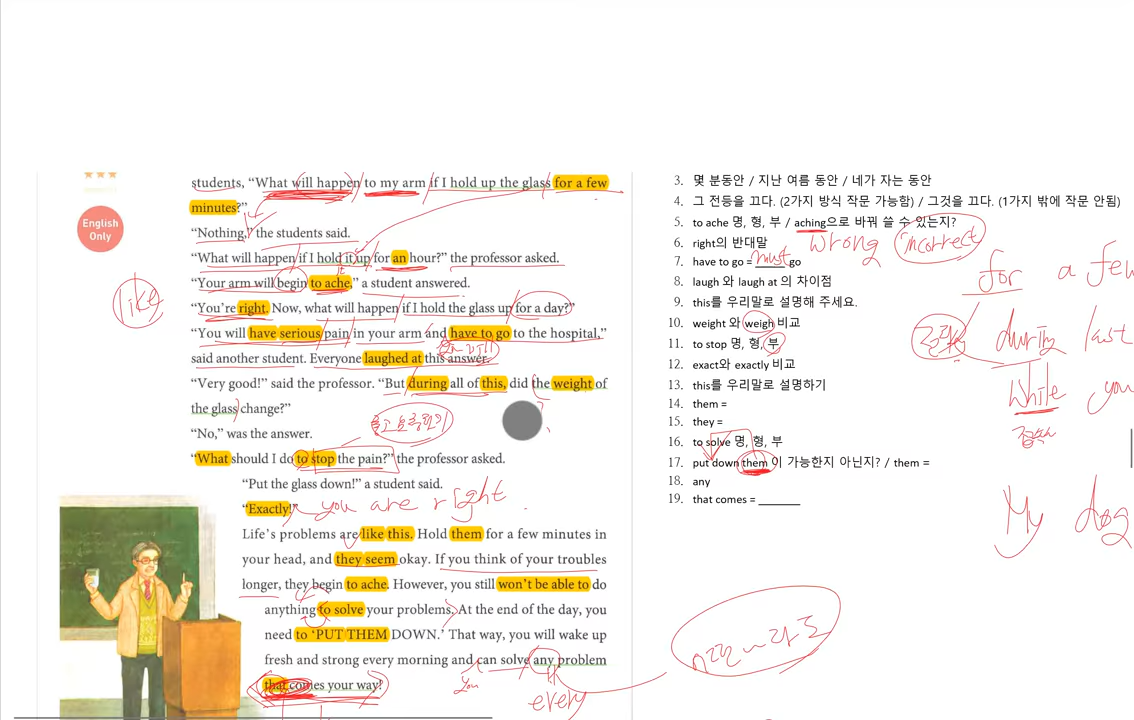 students, "What will happen to my arm if I hold up the glass for a few
minutes?"
English
Only
"Nothing," the students said.
"What will happen if I hold it up for an hour?" the professor asked.
"Your arm will begin to ache," a student answered.
like
"You're right. Now, what will happen if I hold the glass up for a day?"
"You will have serious pain in your arm and have to go to the hospital,"
said another student. Everyone laughed at this answer.
"Very good!" said the professor. "But during all of this, did the weight of
the glass change?"
"No," was the answer.
"What should I do to stop the pain?" the professor asked.
"Put the glass down!" a student said.
"Exactly!" you are right.
Life's problems are like this. Hold them for a few minutes in
your head, and they seem okay. If you think of your troubles
longer, they begin to ache. However, you still won't be able to do
anything to solve your problems. At the end of the day, you
need to 'PUT THEM DOWN.' That way, you will wake up
fresh and strong every morning and can solve any problem
you
every
that comes your way!
3. 몇 분동안 / 지난 여름 동안 / 네가 자는 동안
4. 그 전등을 끄다. (2가지 방식 작문 가능함) / 그것을 끄다. (1가지 밖에 작문 안됨)
5. to ache 명, 형, 부 / aching으로 바꿔 쓸 수 있는지?
6. right의 반대말 wrong incorrect
7. have to go = must go
8. laugh 와 laugh at 의 차이점
9. this를 우리말로 설명해 주세요.
10. weight 와 weigh 비교
11. to stop 명, 형, 부
12. exact와 exactly 비교
13. this를 우리말로 설명하기
14. them =
15. they =
16. to solve 명, 형, 부
17. put down them 이 가능한지 아닌지? / them =
18. any
19. that comes = ________
for a few
during last
while you
접속사
My dog